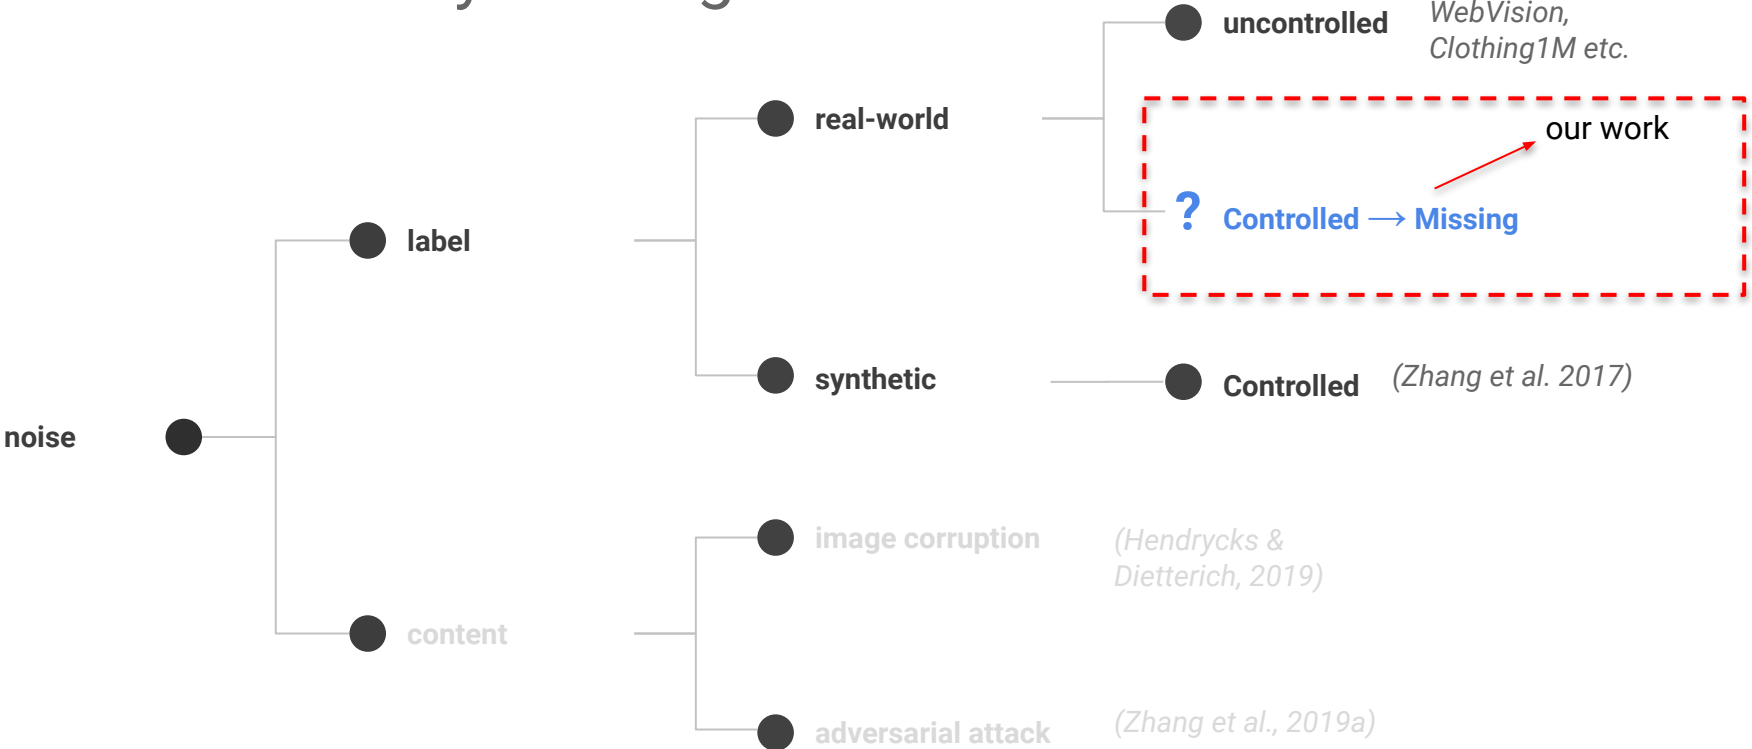 uncontrolled
WebVision,
Clothing1M etc.
real-world
our work
? Controlled → Missing
label
synthetic
Controlled
(Zhang et al. 2017)
noise
image corruption
(Hendrycks &
Dietterich, 2019)
content
adversarial attack
(Zhang et al., 2019a)